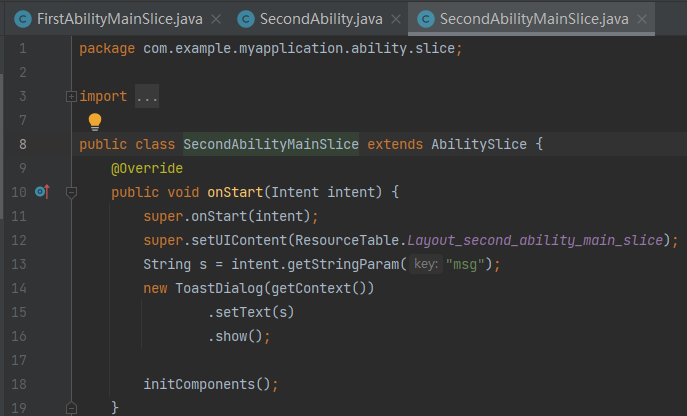 FirstAbilityMainSlice.java × SecondAbility.java × SecondAbilityMainSlice.java ×
1 package com.example.myapplication.ability.slice;
2
3 import ...
7
8 public class SecondAbilityMainSlice extends AbilitySlice {
9 @Override
10 public void onStart(Intent intent) {
11 super.onStart(intent);
12 super.setUIContent(ResourceTable.Layout_second_ability_main_slice);
13 String s = intent.getStringParam( key: "msg");
14 new ToastDialog(getContext())
15 .setText(s)
16 .show();
17
18 initComponents();
19 }